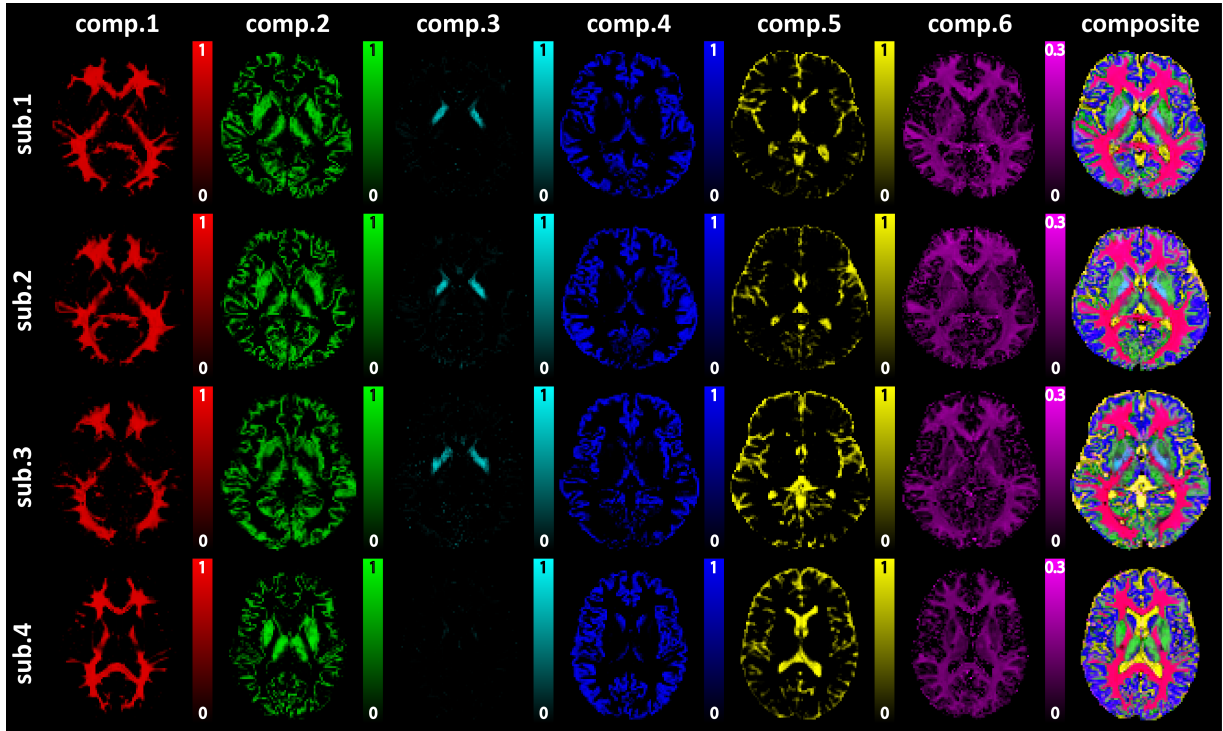 comp.1 comp.2 comp.3 comp.4 comp.5 comp.6 composite
sub.1 1 1 1 1 1 0.3
0 0 0 0 0 0
sub.2 1 1 1 1 1 0.3
0 0 0 0 0 0
sub.3 1 1 1 1 1 0.3
0 0 0 0 0 0
sub.4 1 1 1 1 1 0.3
0 0 0 0 0 0